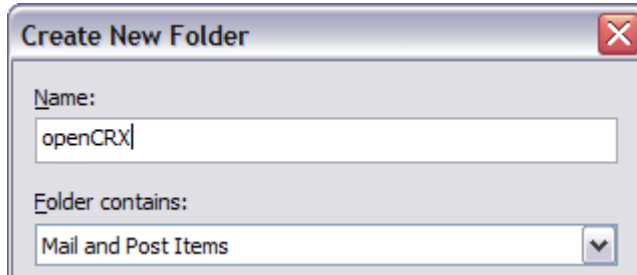 Create New Folder
Name:
openCRX
Folder contains:
Mail and Post Items